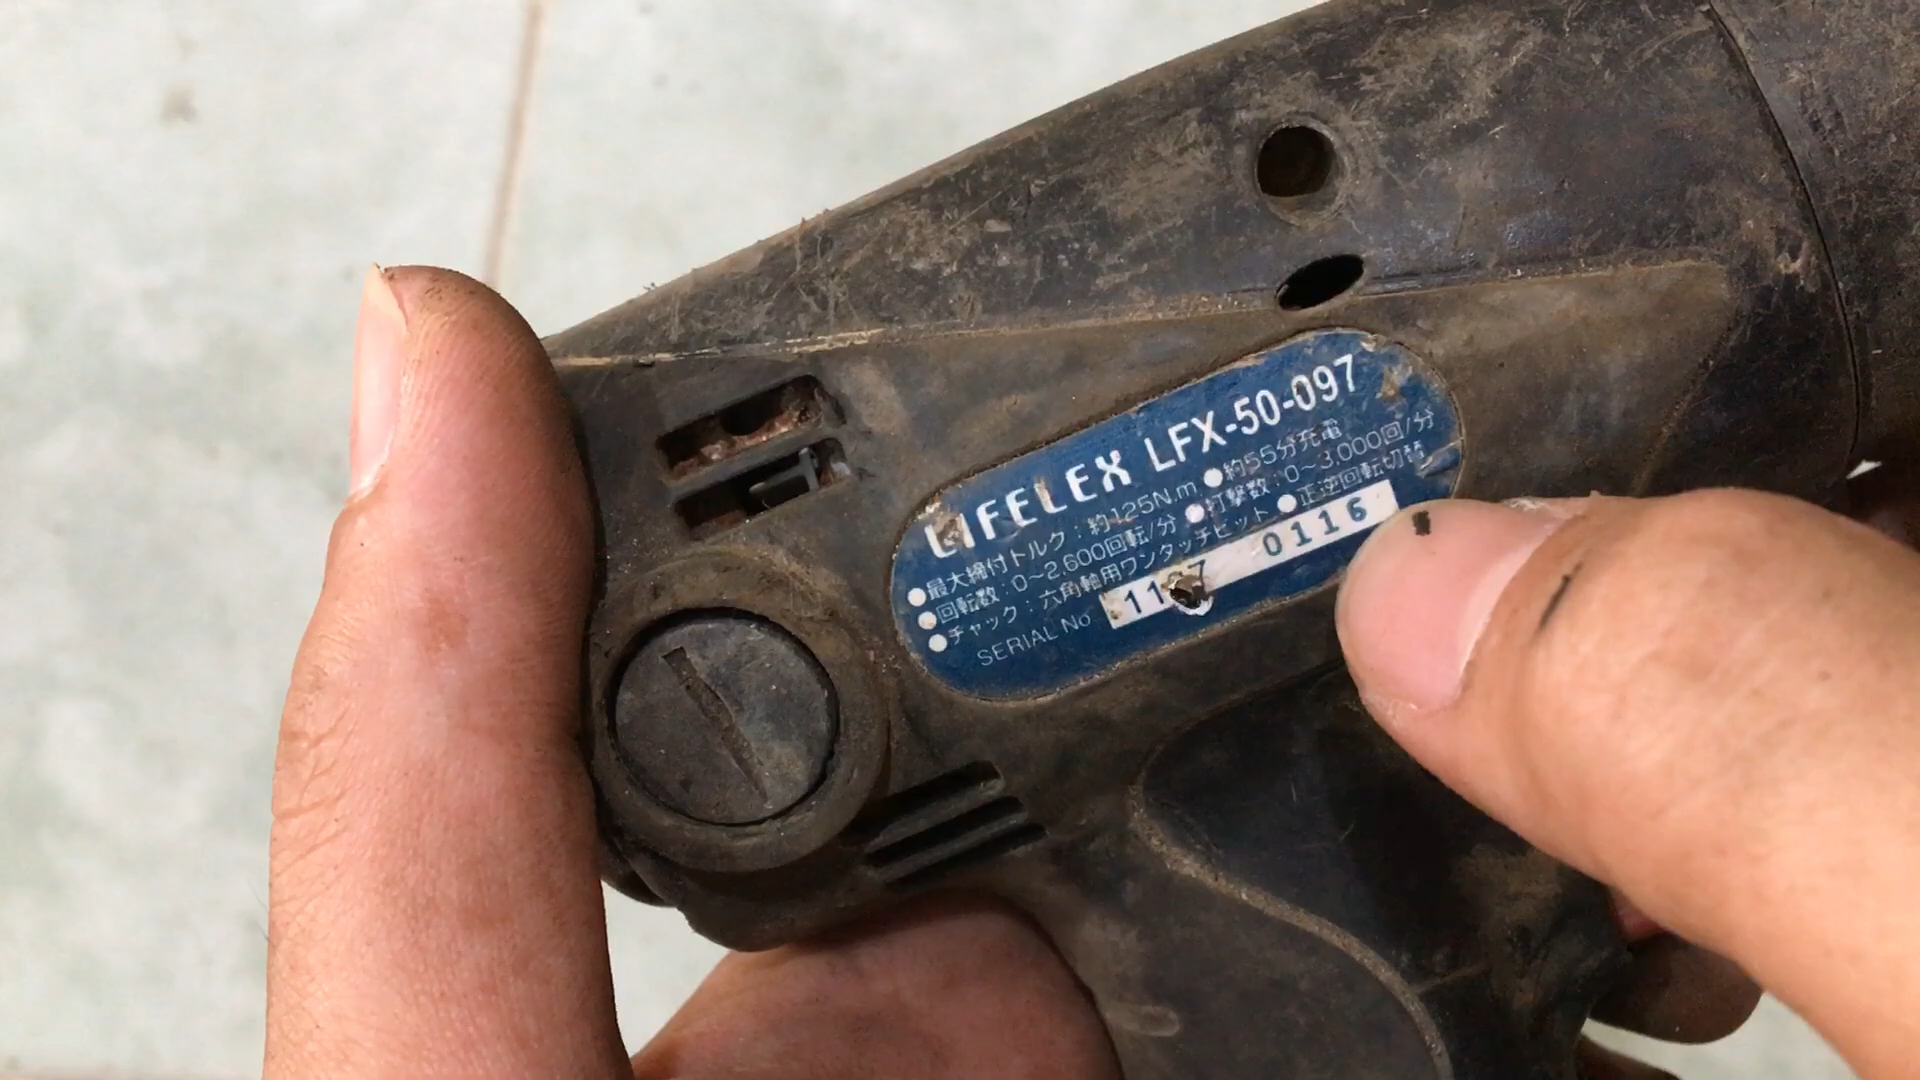 LIFELEX LFX-50-097
●最大締付トルク：約125N.m ●約55分充電
●回転数：0～2,600回転/分 ●打撃数：0～3,000回/分
●チャック：六角軸用ワンタッチビット ●正逆回転切替
SERIAL No 0116